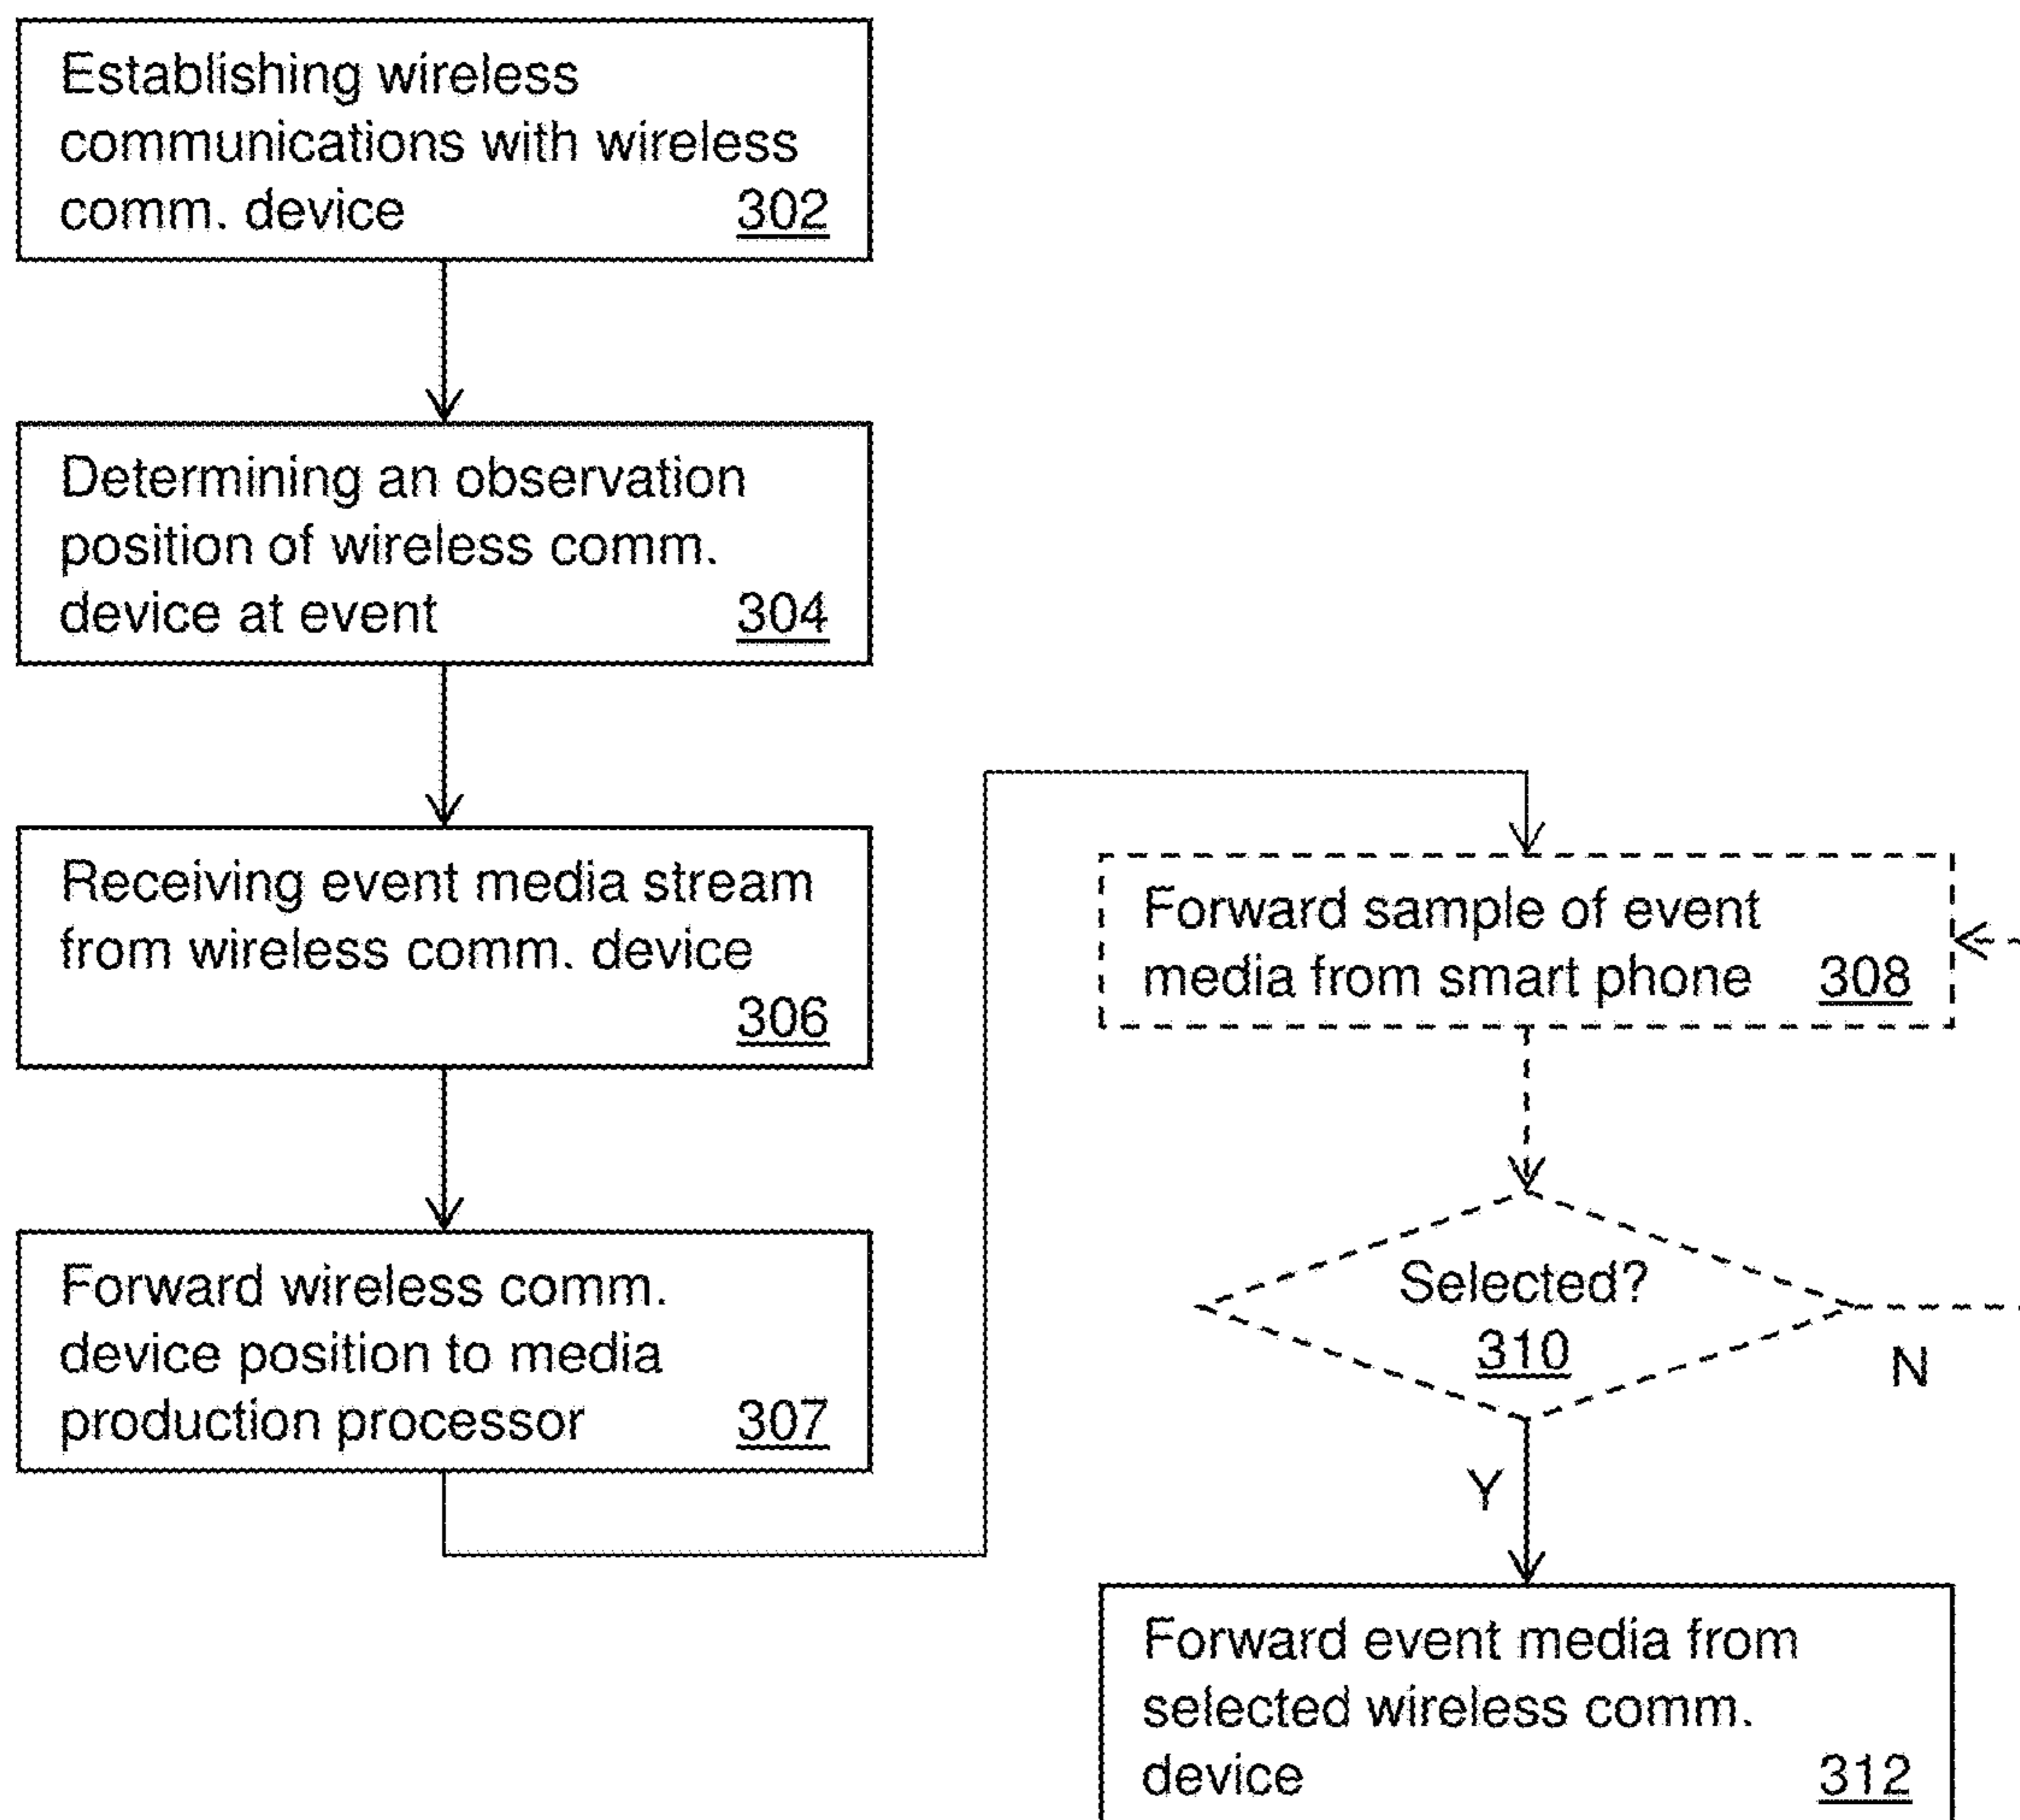 Establishing wireless
communications with wireless
comm. device 302
Determining an observation
position of wireless comm.
device at event 304
Receiving event media stream
from wireless comm. device
306
Forward wireless comm.
device position to media
production processor 307
Forward sample of event
media from smart phone 308
Selected?
310
N
Y
Forward event media from
selected wireless comm.
device 312